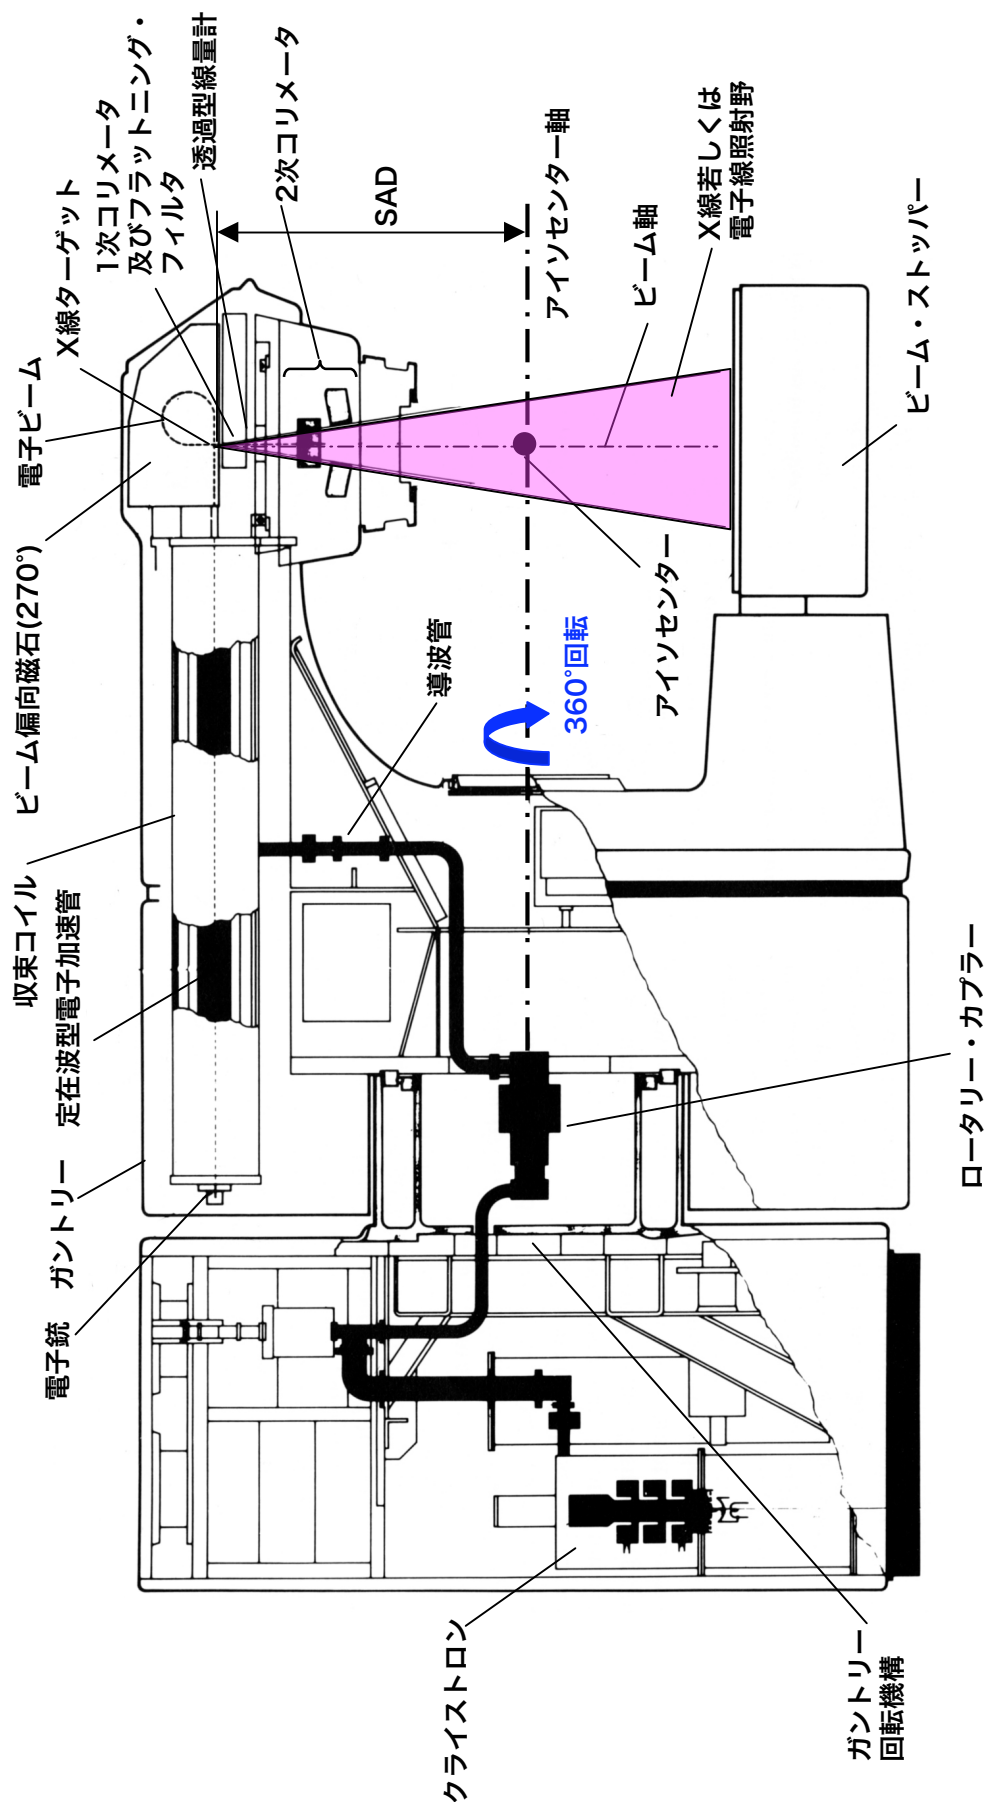 電子銃
ガントリー
定在波型電子加速管
収束コイル
ビーム偏向磁石(270°)
電子ビーム
X線ターゲット
1次コリメータ
及びフラットニング・
フィルタ
透過型線量計
2次コリメータ
SAD
アイソセンター軸
ビーム軸
X線若しくは
電子線照射野
ビーム・ストッパー
アイソセンター
360°回転
導波管
ロータリー・カプラー
クライストロン
ガントリー
回転機構